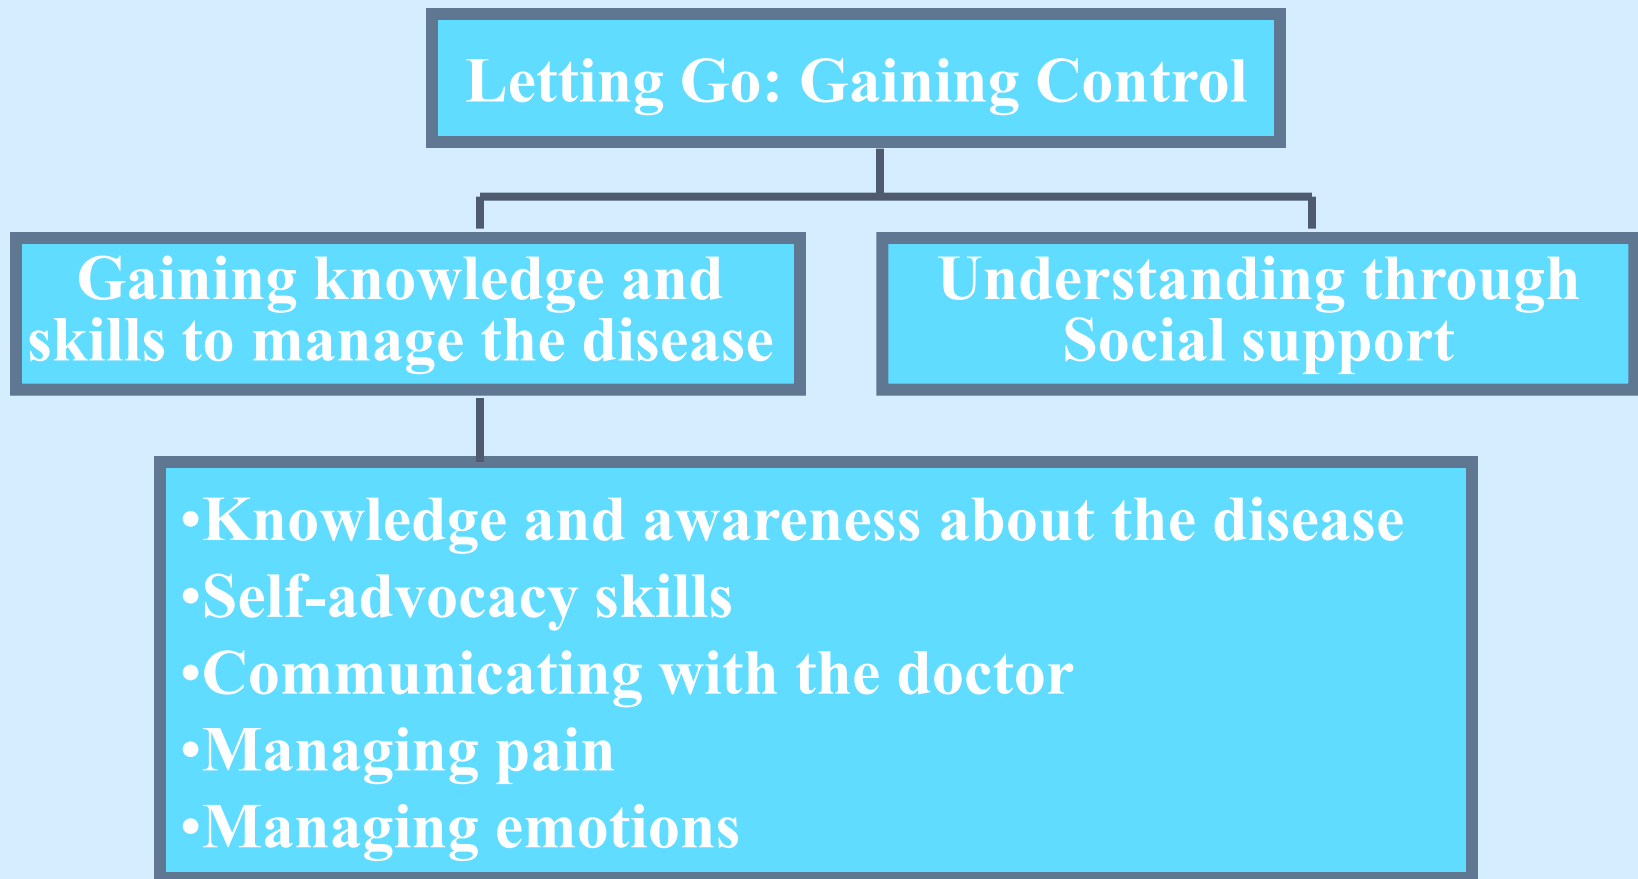 Letting Go: Gaining Control
Gaining knowledge and
skills to manage the disease
Understanding through
Social support
•Knowledge and awareness about the disease
•Self-advocacy skills
•Communicating with the doctor
•Managing pain
•Managing emotions